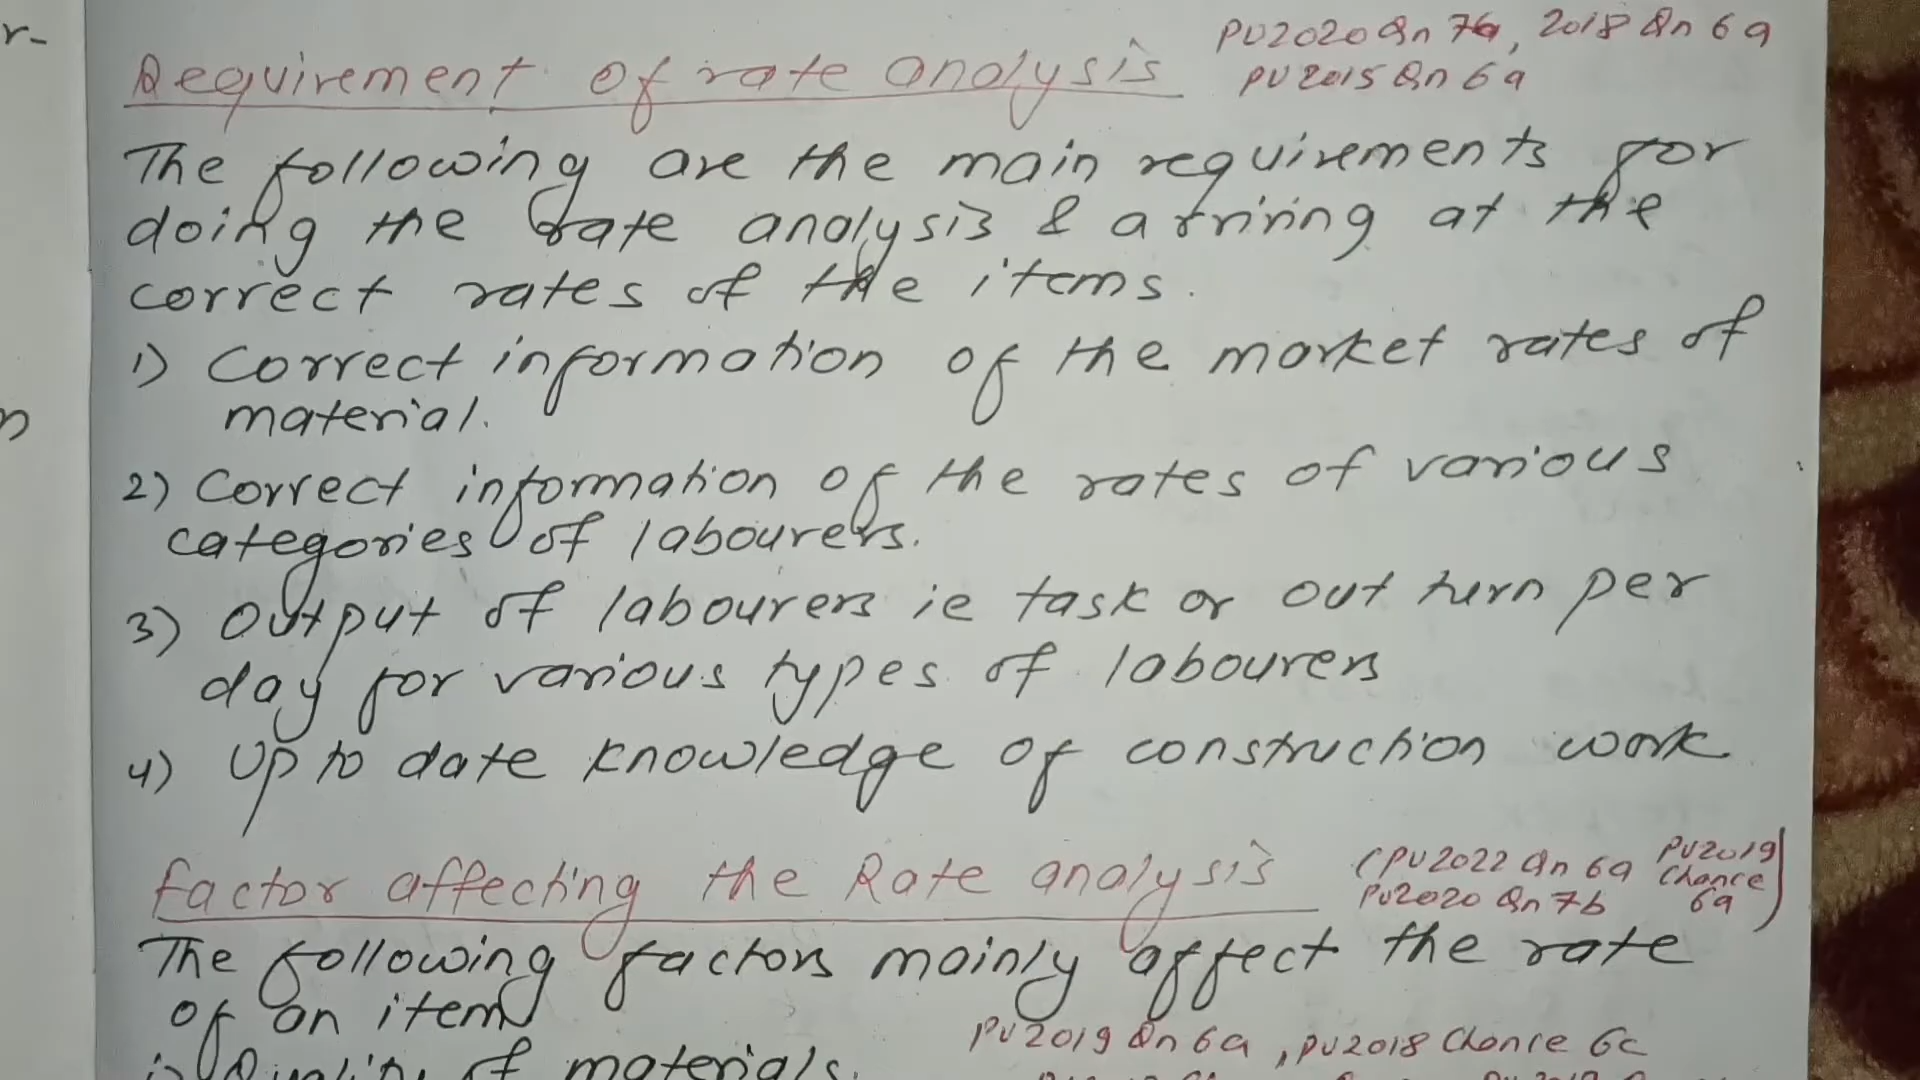 r-
n
Requirement of rate analysis PU2020 Qn 7a, 2018 Qn 6a
PU 2015 Qn 6a
The following are the main requirements for
doing the rate analysis & arriving at the
correct rates of the items.
1) Correct information of the market rates of
material.
2) Correct information of the rates of various
categories of labourers.
3) Output of labourers ie task or out turn per
day for various types of labourers
4) Up to date knowledge of construction work
Factor affecting the Rate analysis (PU2022 Qn 6a PU2019
PU2020 Qn 7b Chance
6a)
The following factors mainly affect the rate
of an item
PU2019 Qn 6a, PU2018 Chance 6c
Quality of materials.